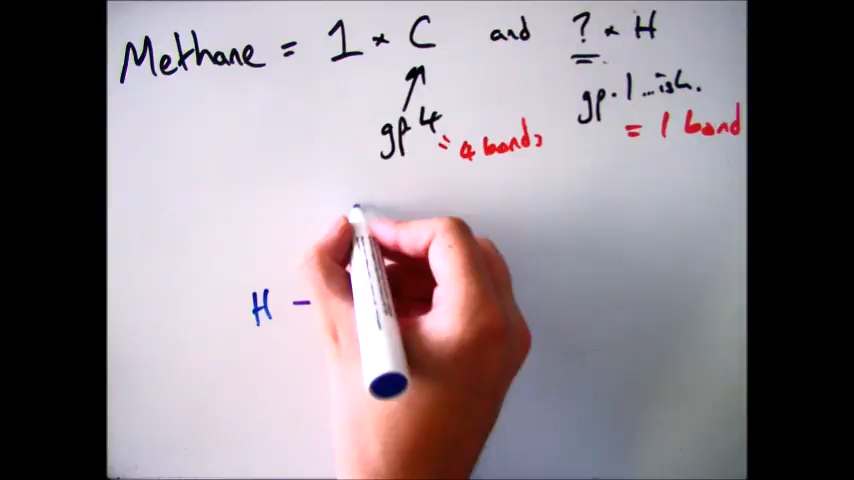 Methane = 1 × C and ? × H
gp 4 = 4 bonds
gp. 1 ...ish.
= 1 bond
H –